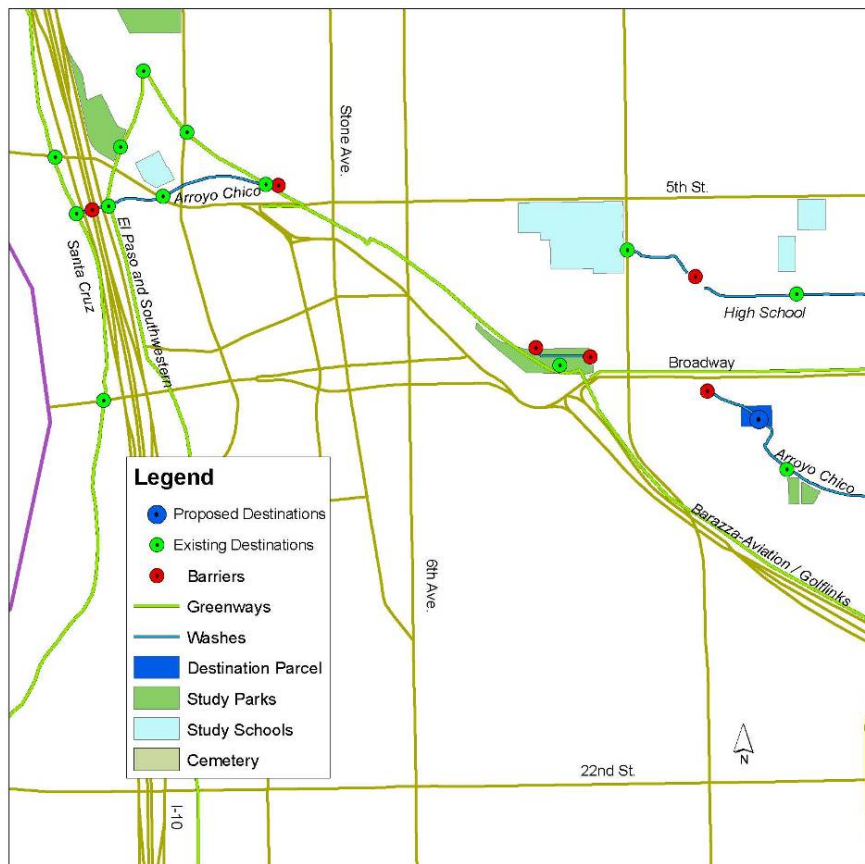 Stone Ave.
5th St.
Arroyo Chico
El Paso and Southwestern
Santa Cruz
High School
Broadway
Arroyo Chico
Barazza-Aviation / Golflinks
6th Ave.
Legend
Proposed Destinations
Existing Destinations
Barriers
Greenways
Washes
Destination Parcel
Study Parks
Study Schools
Cemetery
N
22nd St.
I-10